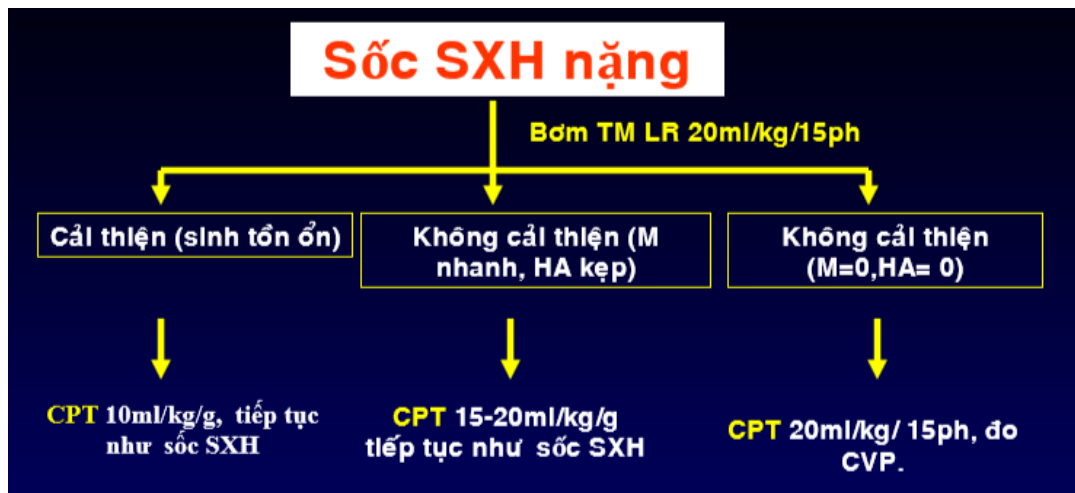 Sốc SXH nặng
Bơm TM LR 20ml/kg/15ph
Cải thiện (sinh tồn ổn)
Không cải thiện (M
nhanh, HA kẹp)
Không cải thiện
(M=0,HA= 0)
CPT 10ml/kg/g, tiếp tục
như sốc SXH
CPT 15-20ml/kg/g
tiếp tục như sốc SXH
CPT 20ml/kg/ 15ph, đo
CVP.